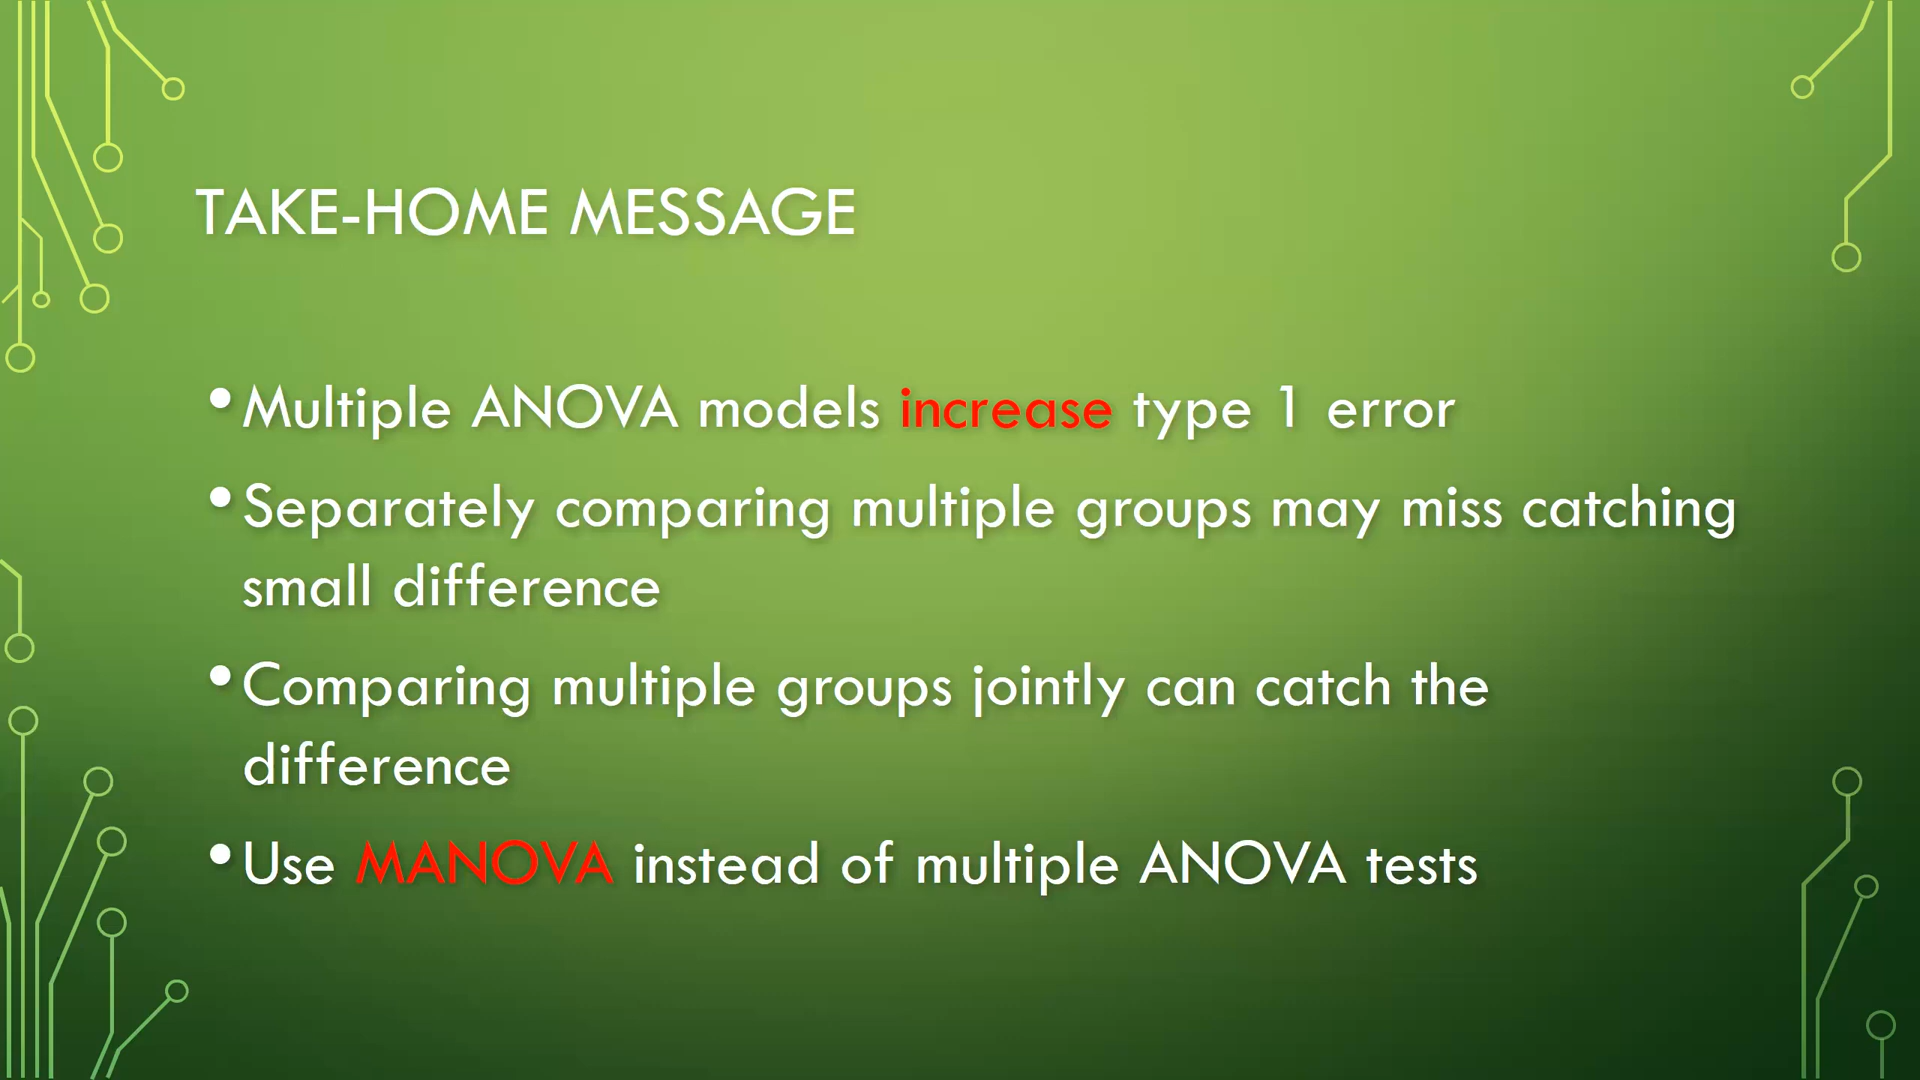 TAKE-HOME MESSAGE
•Multiple ANOVA models increase type 1 error
•Separately comparing multiple groups may miss catching
small difference
•Comparing multiple groups jointly can catch the
difference
•Use MANOVA instead of multiple ANOVA tests